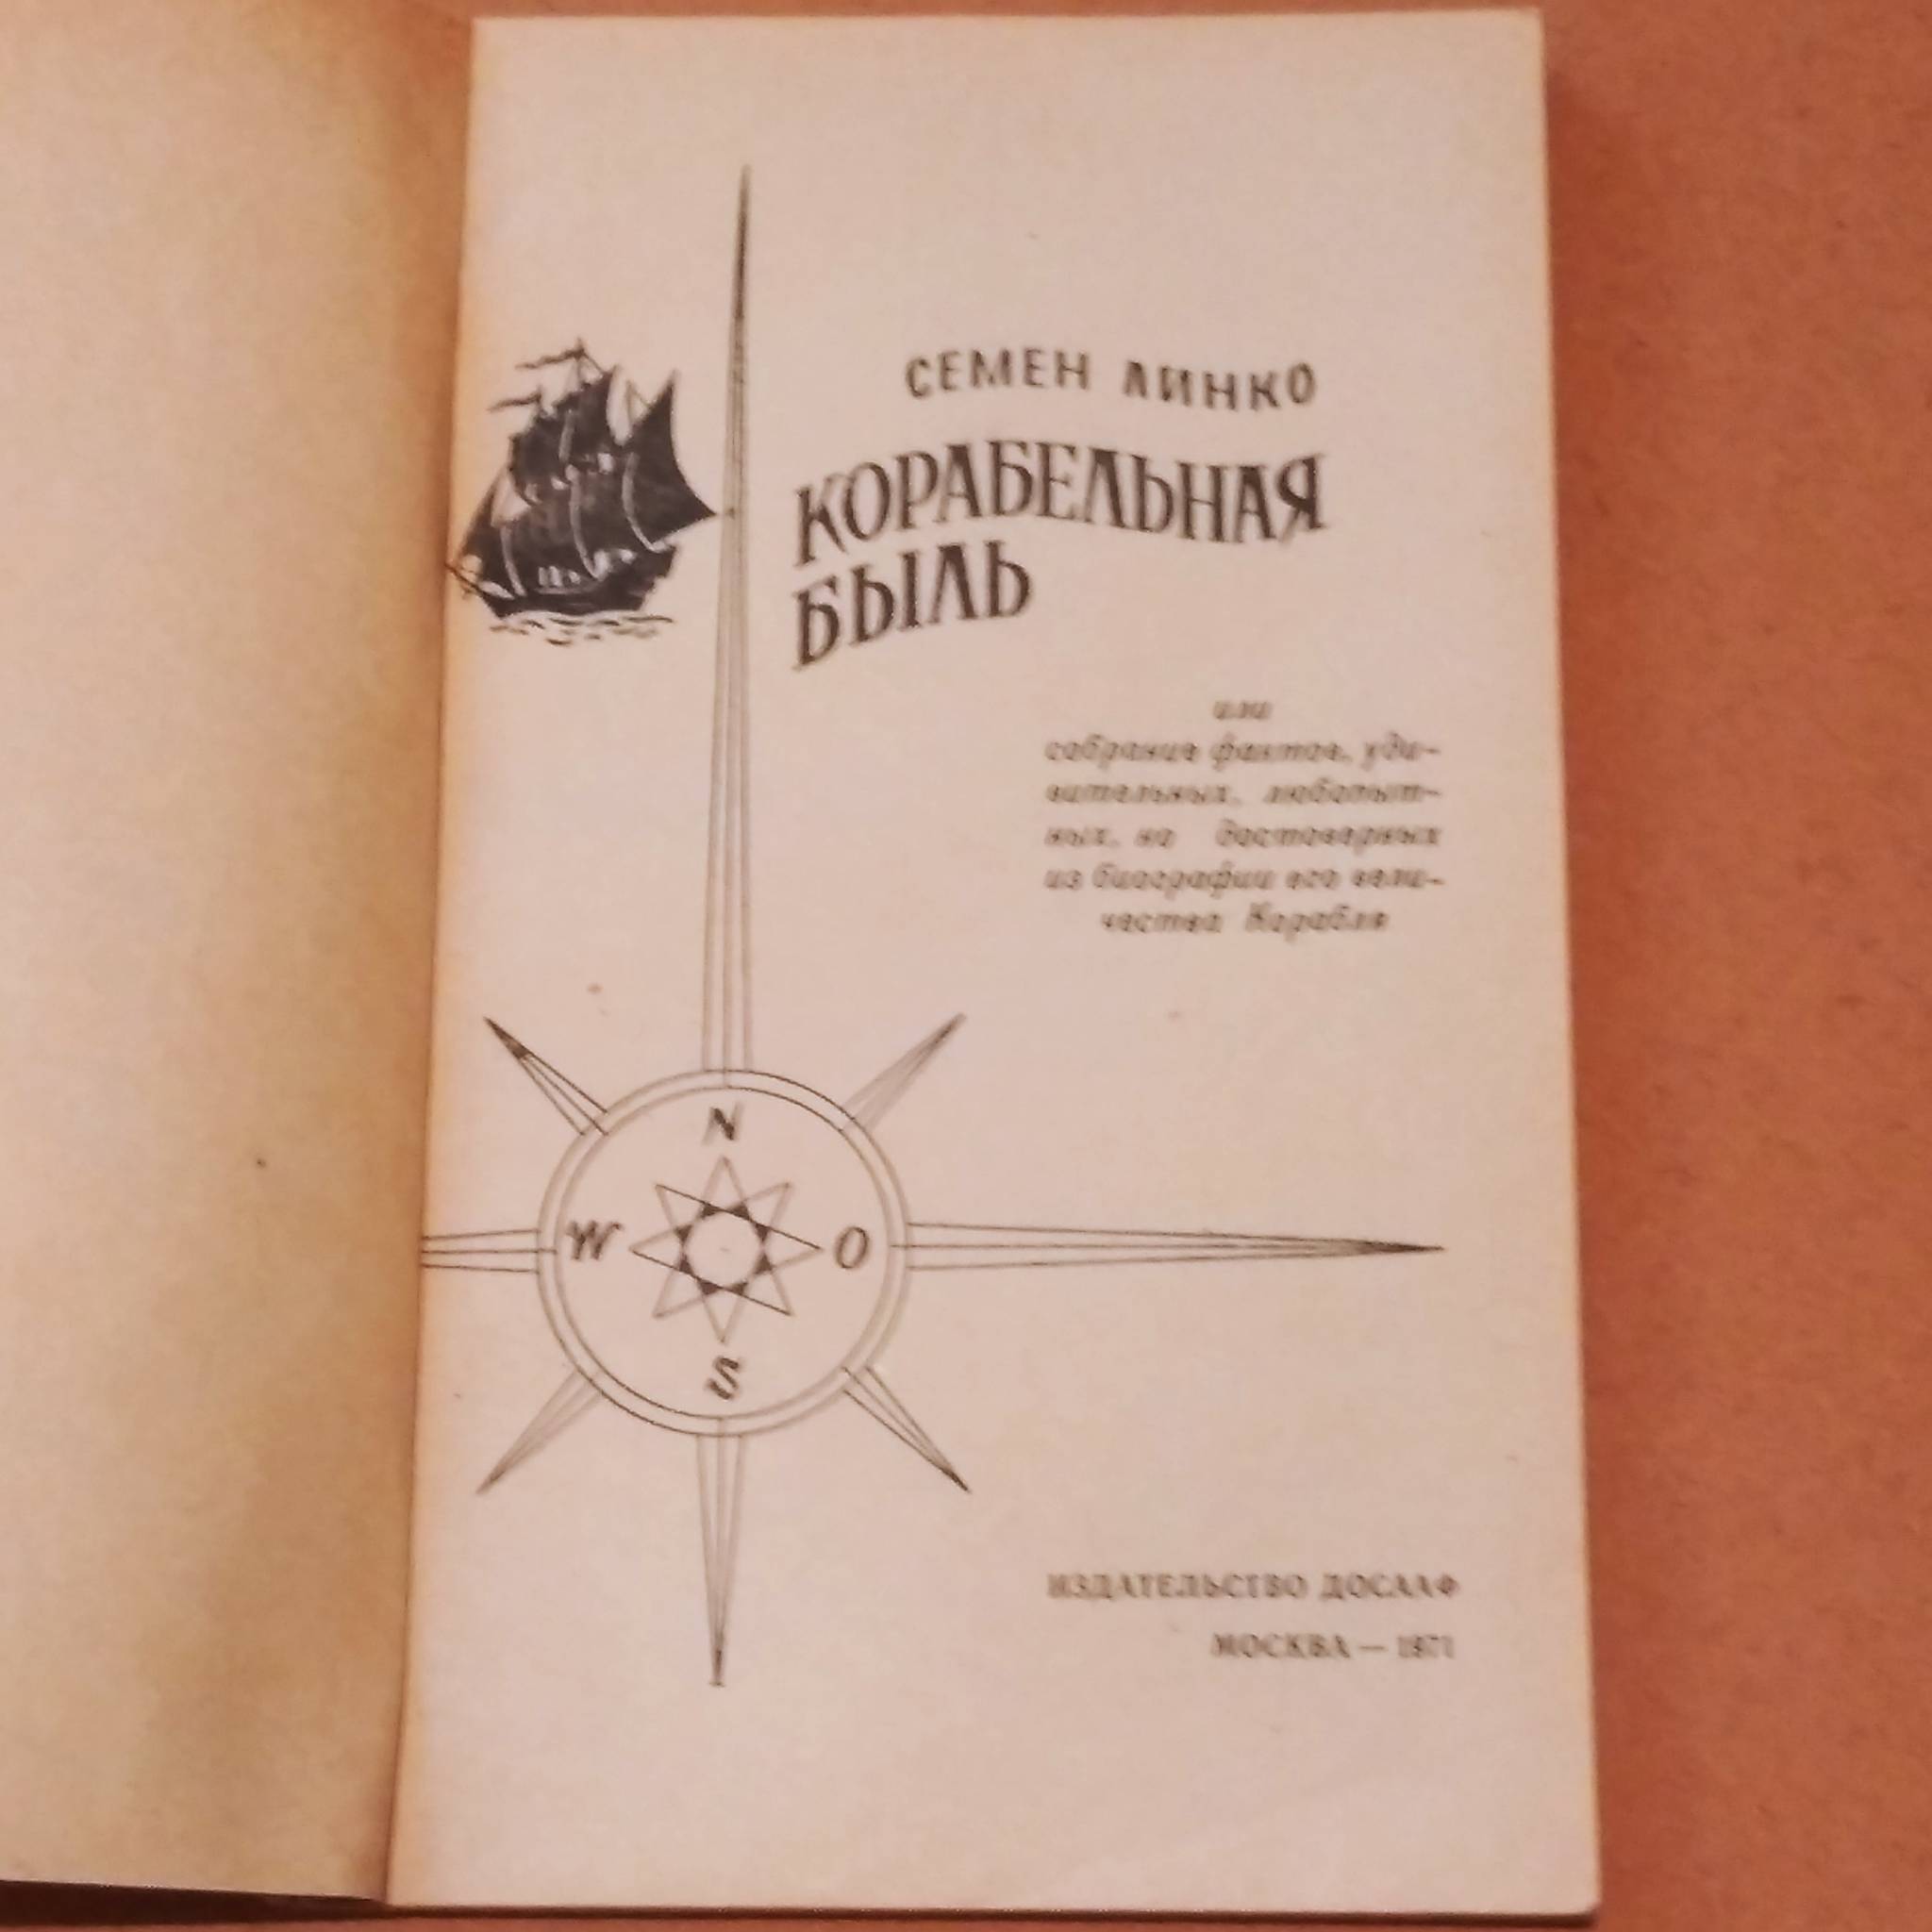 СЕМЕН ЛИНКО
КОРАБЕЛЬНАЯ
БЫЛЬ
или
собрание фактов, уди-
вительных, любопыт-
ных, но достоверных
из биографии его вели-
чества Корабля
N
W
O
S
ИЗДАТЕЛЬСТВО ДОСААФ
МОСКВА — 1971